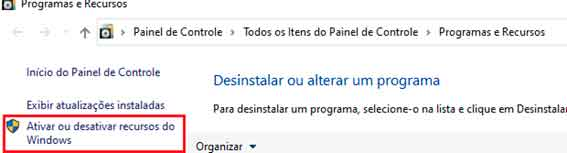 Programas e Recursos
Painel de Controle > Todos os Itens do Painel de Controle > Programas e Recursos
Início do Painel de Controle
Exibir atualizações instaladas
Ativar ou desativar recursos do
Windows
Desinstalar ou alterar um programa
Para desinstalar um programa, selecione-o na lista e clique em Desinstala
Organizar